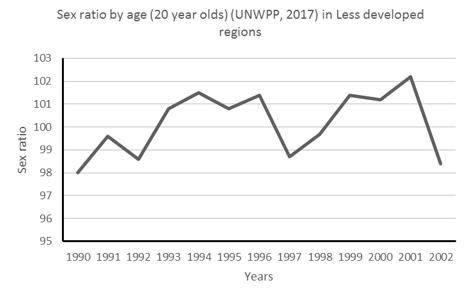 Sex ratio by age (20 year olds) (UNWPP, 2017) in Less developed
regions
103
102
101
100
99
98
97
96
95
Sex ratio
1990 1991 1992 1993 1994 1995 1996 1997 1998 1999 2000 2001 2002
Years